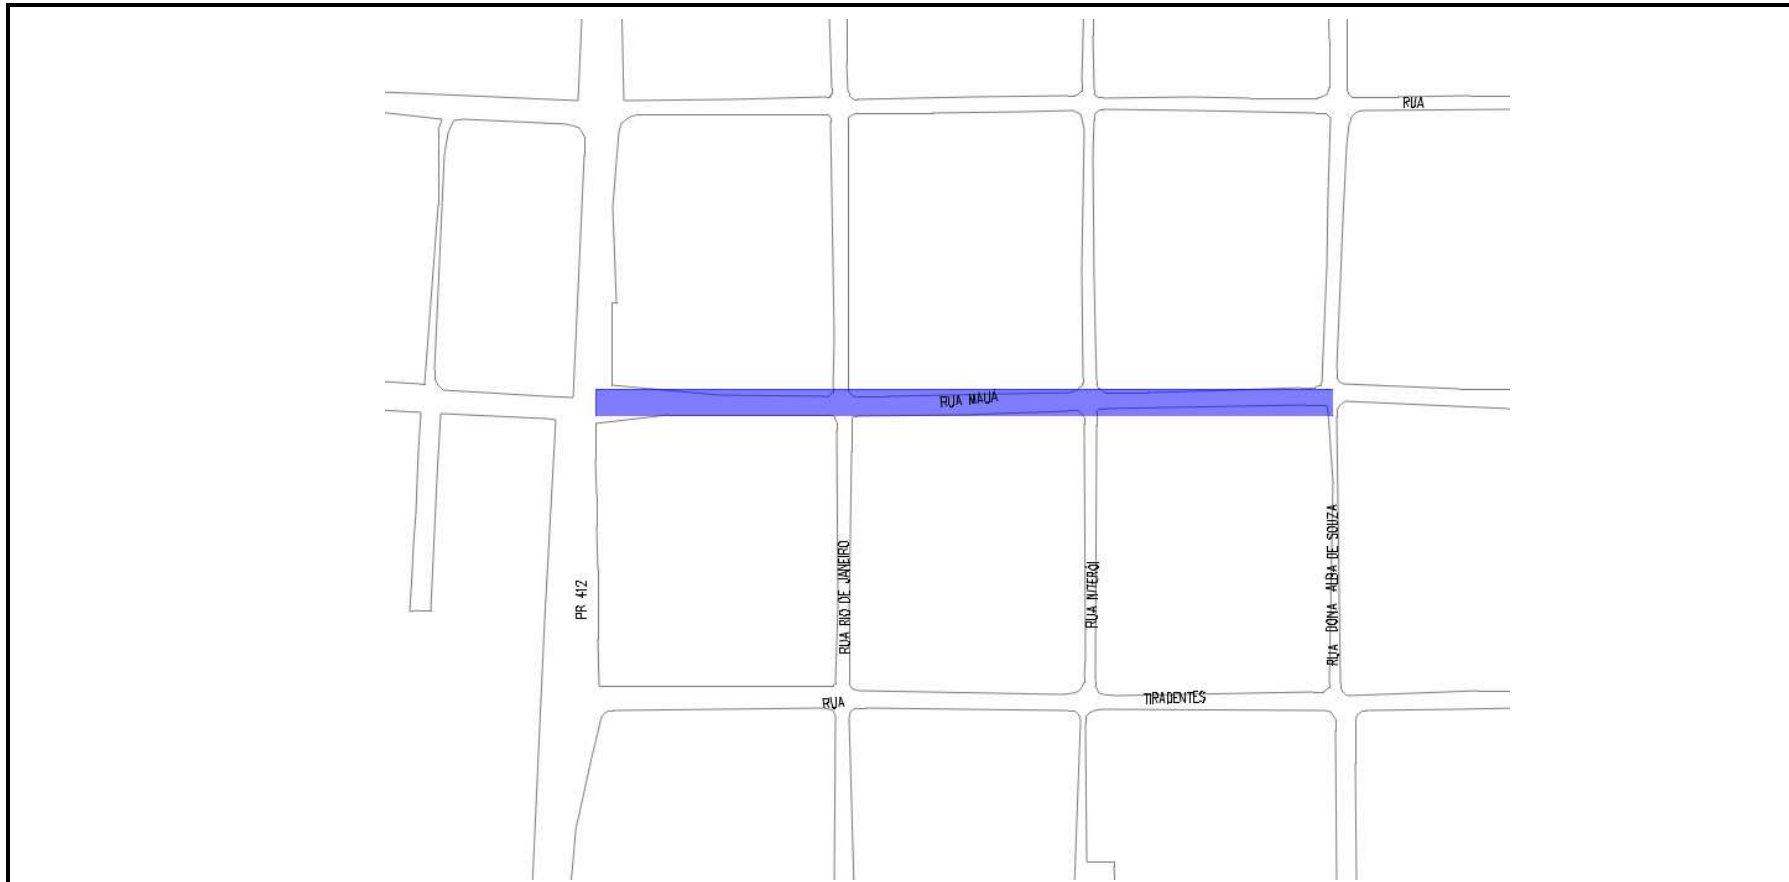 RUA
RUA MAUÁ
PR 412
RUA RIO DE JANEIRO
RUA NITERÓI
RUA DONA ALBA DE SOUZA
RUA
TIRADENTES